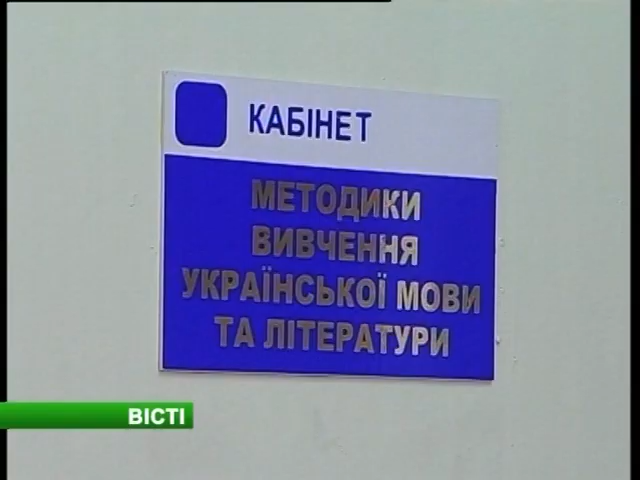 КАБІНЕТ
МЕТОДИКИ
ВИВЧЕННЯ
УКРАЇНСЬКОЇ МОВИ
ТА ЛІТЕРАТУРИ
ВІСТІ